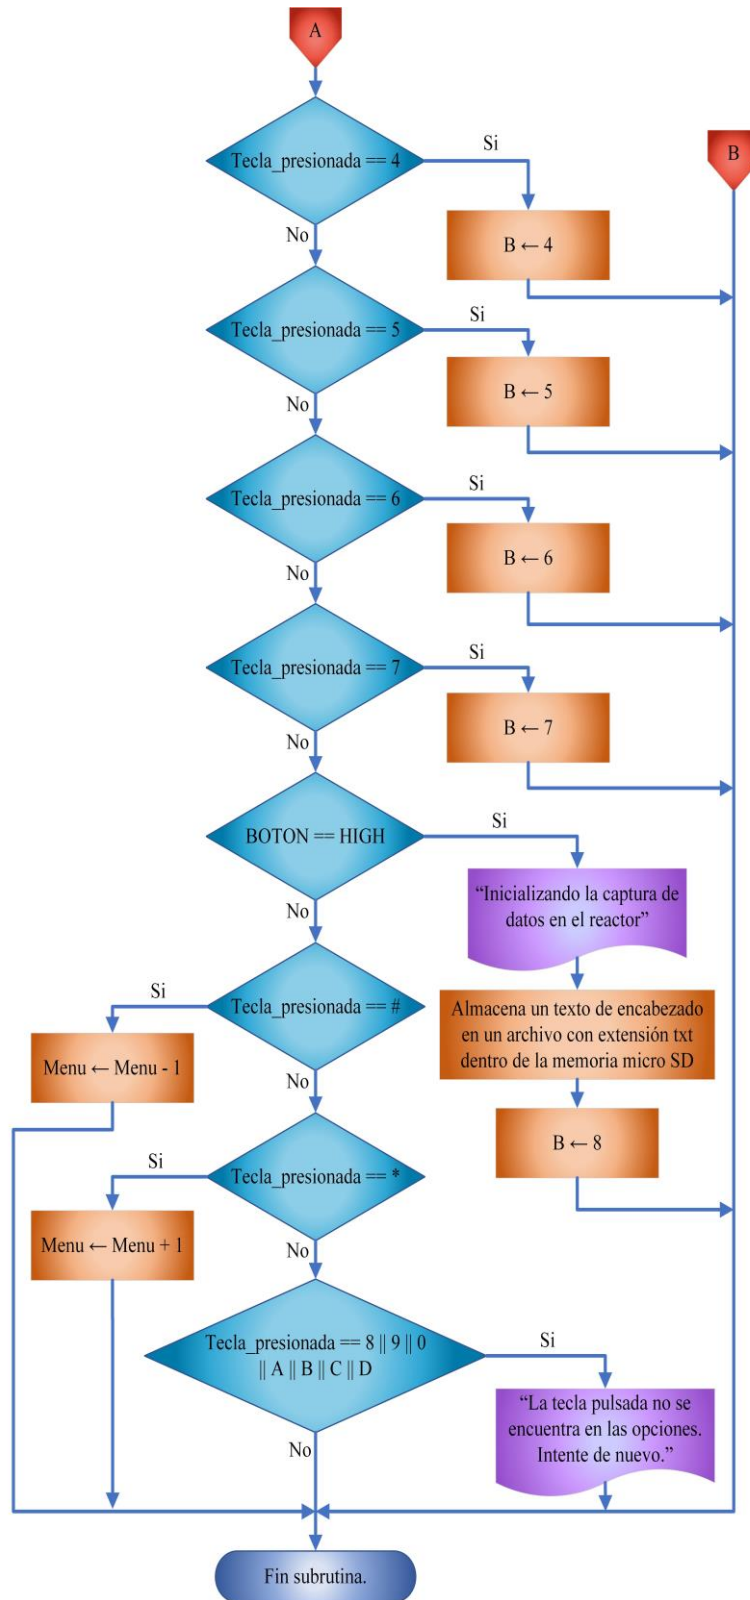 A
Tecla_presionada == 4
Si
B
No
B ← 4
Tecla_presionada == 5
Si
No
B ← 5
Tecla_presionada == 6
Si
No
B ← 6
Tecla_presionada == 7
Si
No
B ← 7
BOTON == HIGH
Si
No
“Inicializando la captura de
datos en el reactor”
Tecla_presionada == #
Si
No
Almacena un texto de encabezado
en un archivo con extensión txt
dentro de la memoria micro SD
Menu ← Menu - 1
B ← 8
Tecla_presionada == *
Si
No
Menu ← Menu + 1
Tecla_presionada == 8 || 9 || 0
|| A || B || C || D
Si
No
“La tecla pulsada no se
encuentra en las opciones.
Intente de nuevo.”
Fin subrutina.